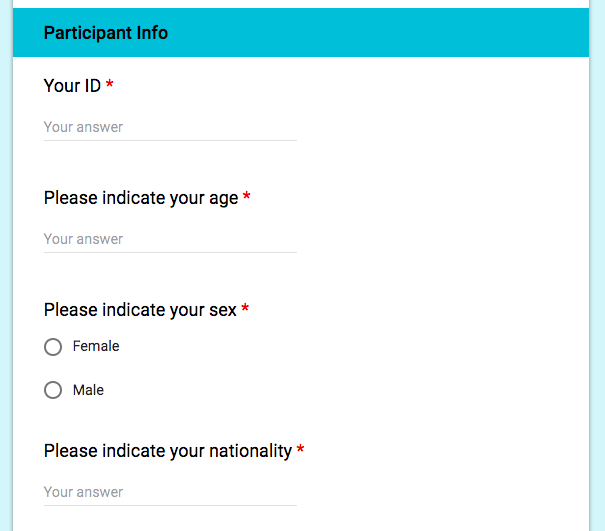 Participant Info
Your ID *
Your answer
Please indicate your age *
Your answer
Please indicate your sex *
Female
Male
Please indicate your nationality *
Your answer